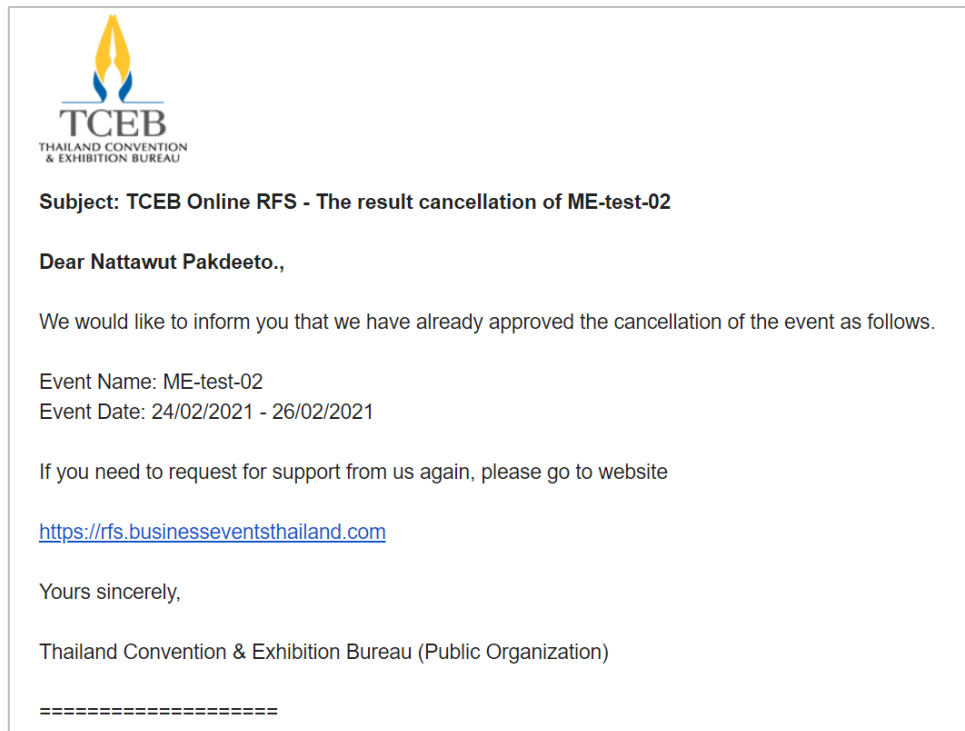 TCEB
THAILAND CONVENTION
& EXHIBITION BUREAU
Subject: TCEB Online RFS - The result cancellation of ME-test-02
Dear Nattawut Pakdeeto.,
We would like to inform you that we have already approved the cancellation of the event as follows.
Event Name: ME-test-02
Event Date: 24/02/2021 - 26/02/2021
If you need to request for support from us again, please go to website
https://rfs.businesseventsthailand.com
Yours sincerely,
Thailand Convention & Exhibition Bureau (Public Organization)
====================